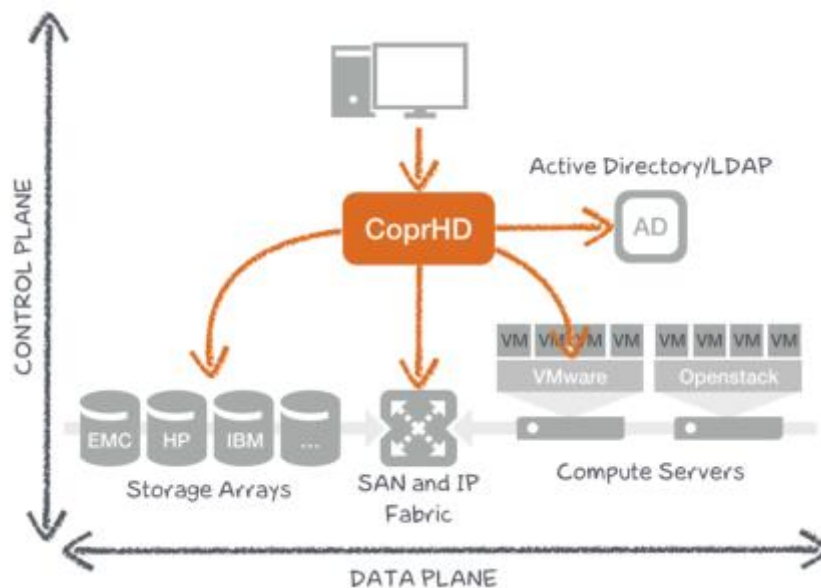 Active Directory/LDAP
CoprHD
AD
CONTROL PLANE
VM VM VM VM VM VM VM VM
VMware Openstack
EMC HP IBM ...
Storage Arrays
SAN and IP
Fabric
Compute Servers
DATA PLANE